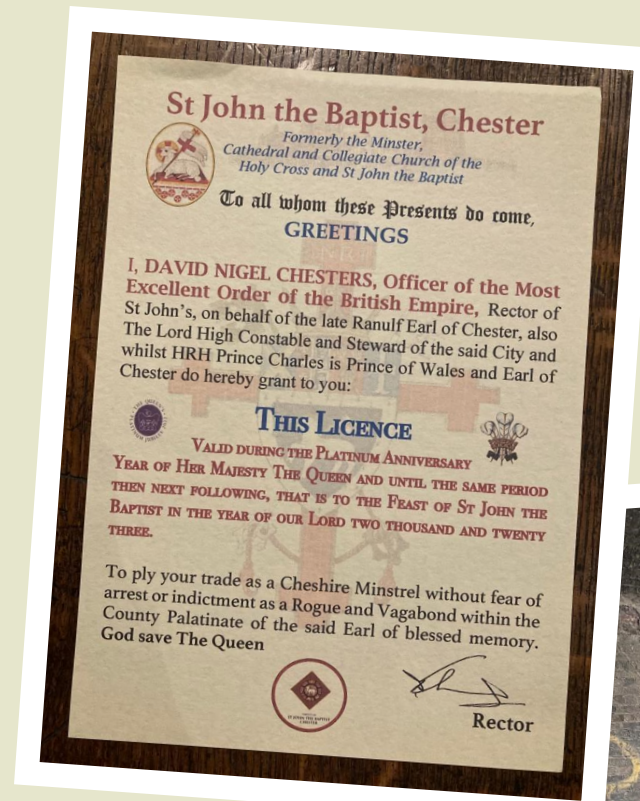 St John the Baptist, Chester
Formerly the Minster,
Cathedral and Collegiate Church of the
Holy Cross and St John the Baptist
To all whom these Presents do come,
GREETINGS
I, DAVID NIGEL CHESTERS, Officer of the Most
Excellent Order of the British Empire, Rector of
St John's, on behalf of the late Ranulf Earl of Chester, also
The Lord High Constable and Steward of the said City and
whilst HRH Prince Charles is Prince of Wales and Earl of
Chester do hereby grant to you:
THIS LICENCE
VALID DURING THE PLATINUM ANNIVERSARY
YEAR OF HER MAJESTY THE QUEEN AND UNTIL THE SAME PERIOD
THEN NEXT FOLLOWING, THAT IS TO THE FEAST OF ST JOHN THE
BAPTIST IN THE YEAR OF OUR LORD TWO THOUSAND AND TWENTY
THREE.
To ply your trade as a Cheshire Minstrel without fear of
arrest or indictment as a Rogue and Vagabond within the
County Palatinate of the said Earl of blessed memory.
God save The Queen
ST JOHN THE BAPTIST
CHESTER
Rector